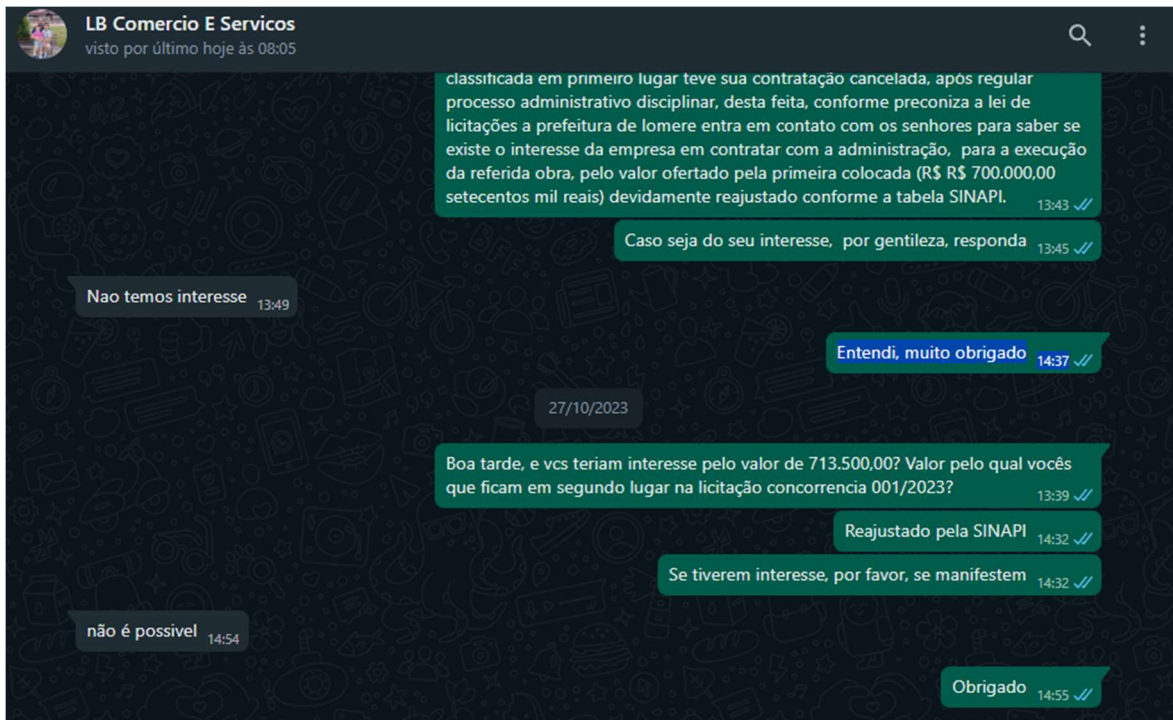 LB Comercio E Servicos
visto por último hoje às 08:05
classificada em primeiro lugar teve sua contratação cancelada, após regular
processo administrativo disciplinar, desta feita, conforme preconiza a lei de
licitações a prefeitura de Iomere entra em contato com os senhores para saber se
existe o interesse da empresa em contratar com a administração,  para a execução
da referida obra, pelo valor ofertado pela primeira colocada (R$ R$ 700.000,00
setecentos mil reais) devidamente reajustado conforme a tabela SINAPI.
13:43
Caso seja do seu interesse,  por gentileza, responda 13:45
Nao temos interesse 13:49
Entendi, muito obrigado 14:37
27/10/2023
Boa tarde, e vcs teriam interesse pelo valor de 713.500,00? Valor pelo qual vocês
que ficam em segundo lugar na licitação concorrencia 001/2023?
13:39
Reajustado pela SINAPI 14:32
Se tiverem interesse, por favor, se manifestem 14:32
não é possivel 14:54
Obrigado 14:55